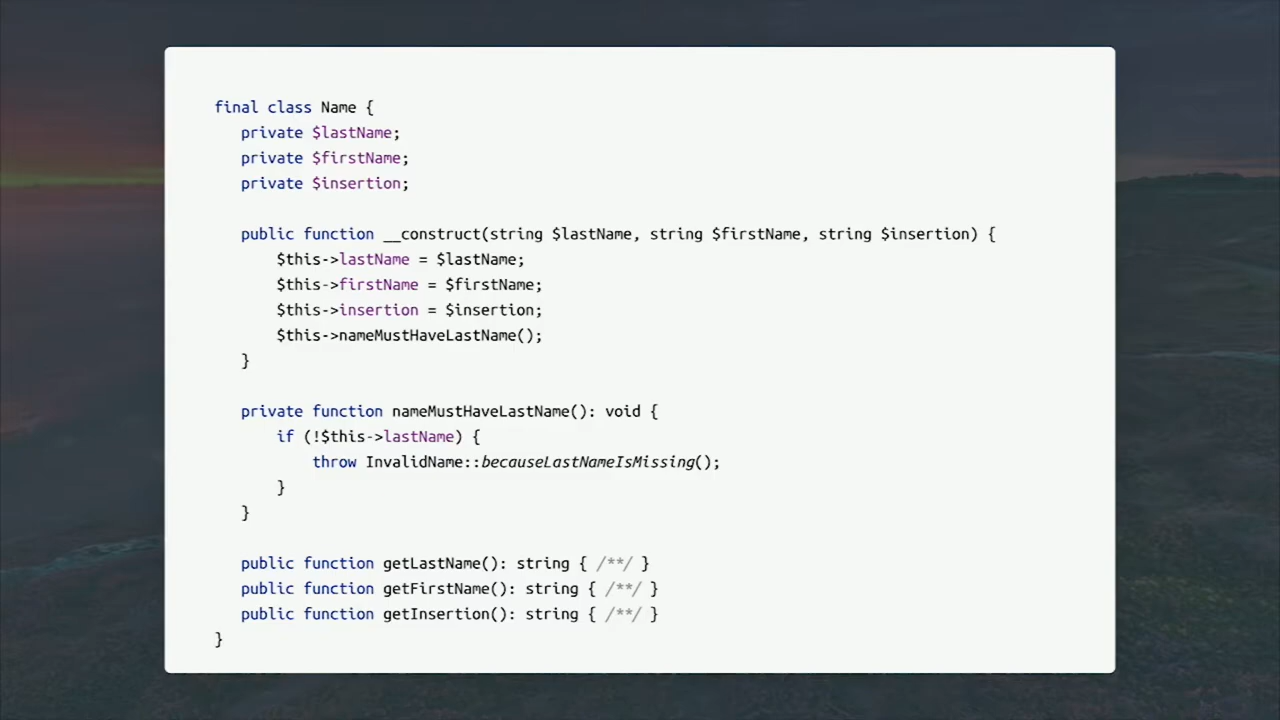 final class Name {
private $lastName;
private $firstName;
private $insertion;
public function __construct(string $lastName, string $firstName, string $insertion) {
$this->lastName = $lastName;
$this->firstName = $firstName;
$this->insertion = $insertion;
$this->nameMustHaveLastName();
}
private function nameMustHaveLastName(): void {
if (!$this->lastName) {
throw InvalidName::becauseLastNameIsMissing();
}
}
public function getLastName(): string { /**/ }
public function getFirstName(): string { /**/ }
public function getInsertion(): string { /**/ }
}